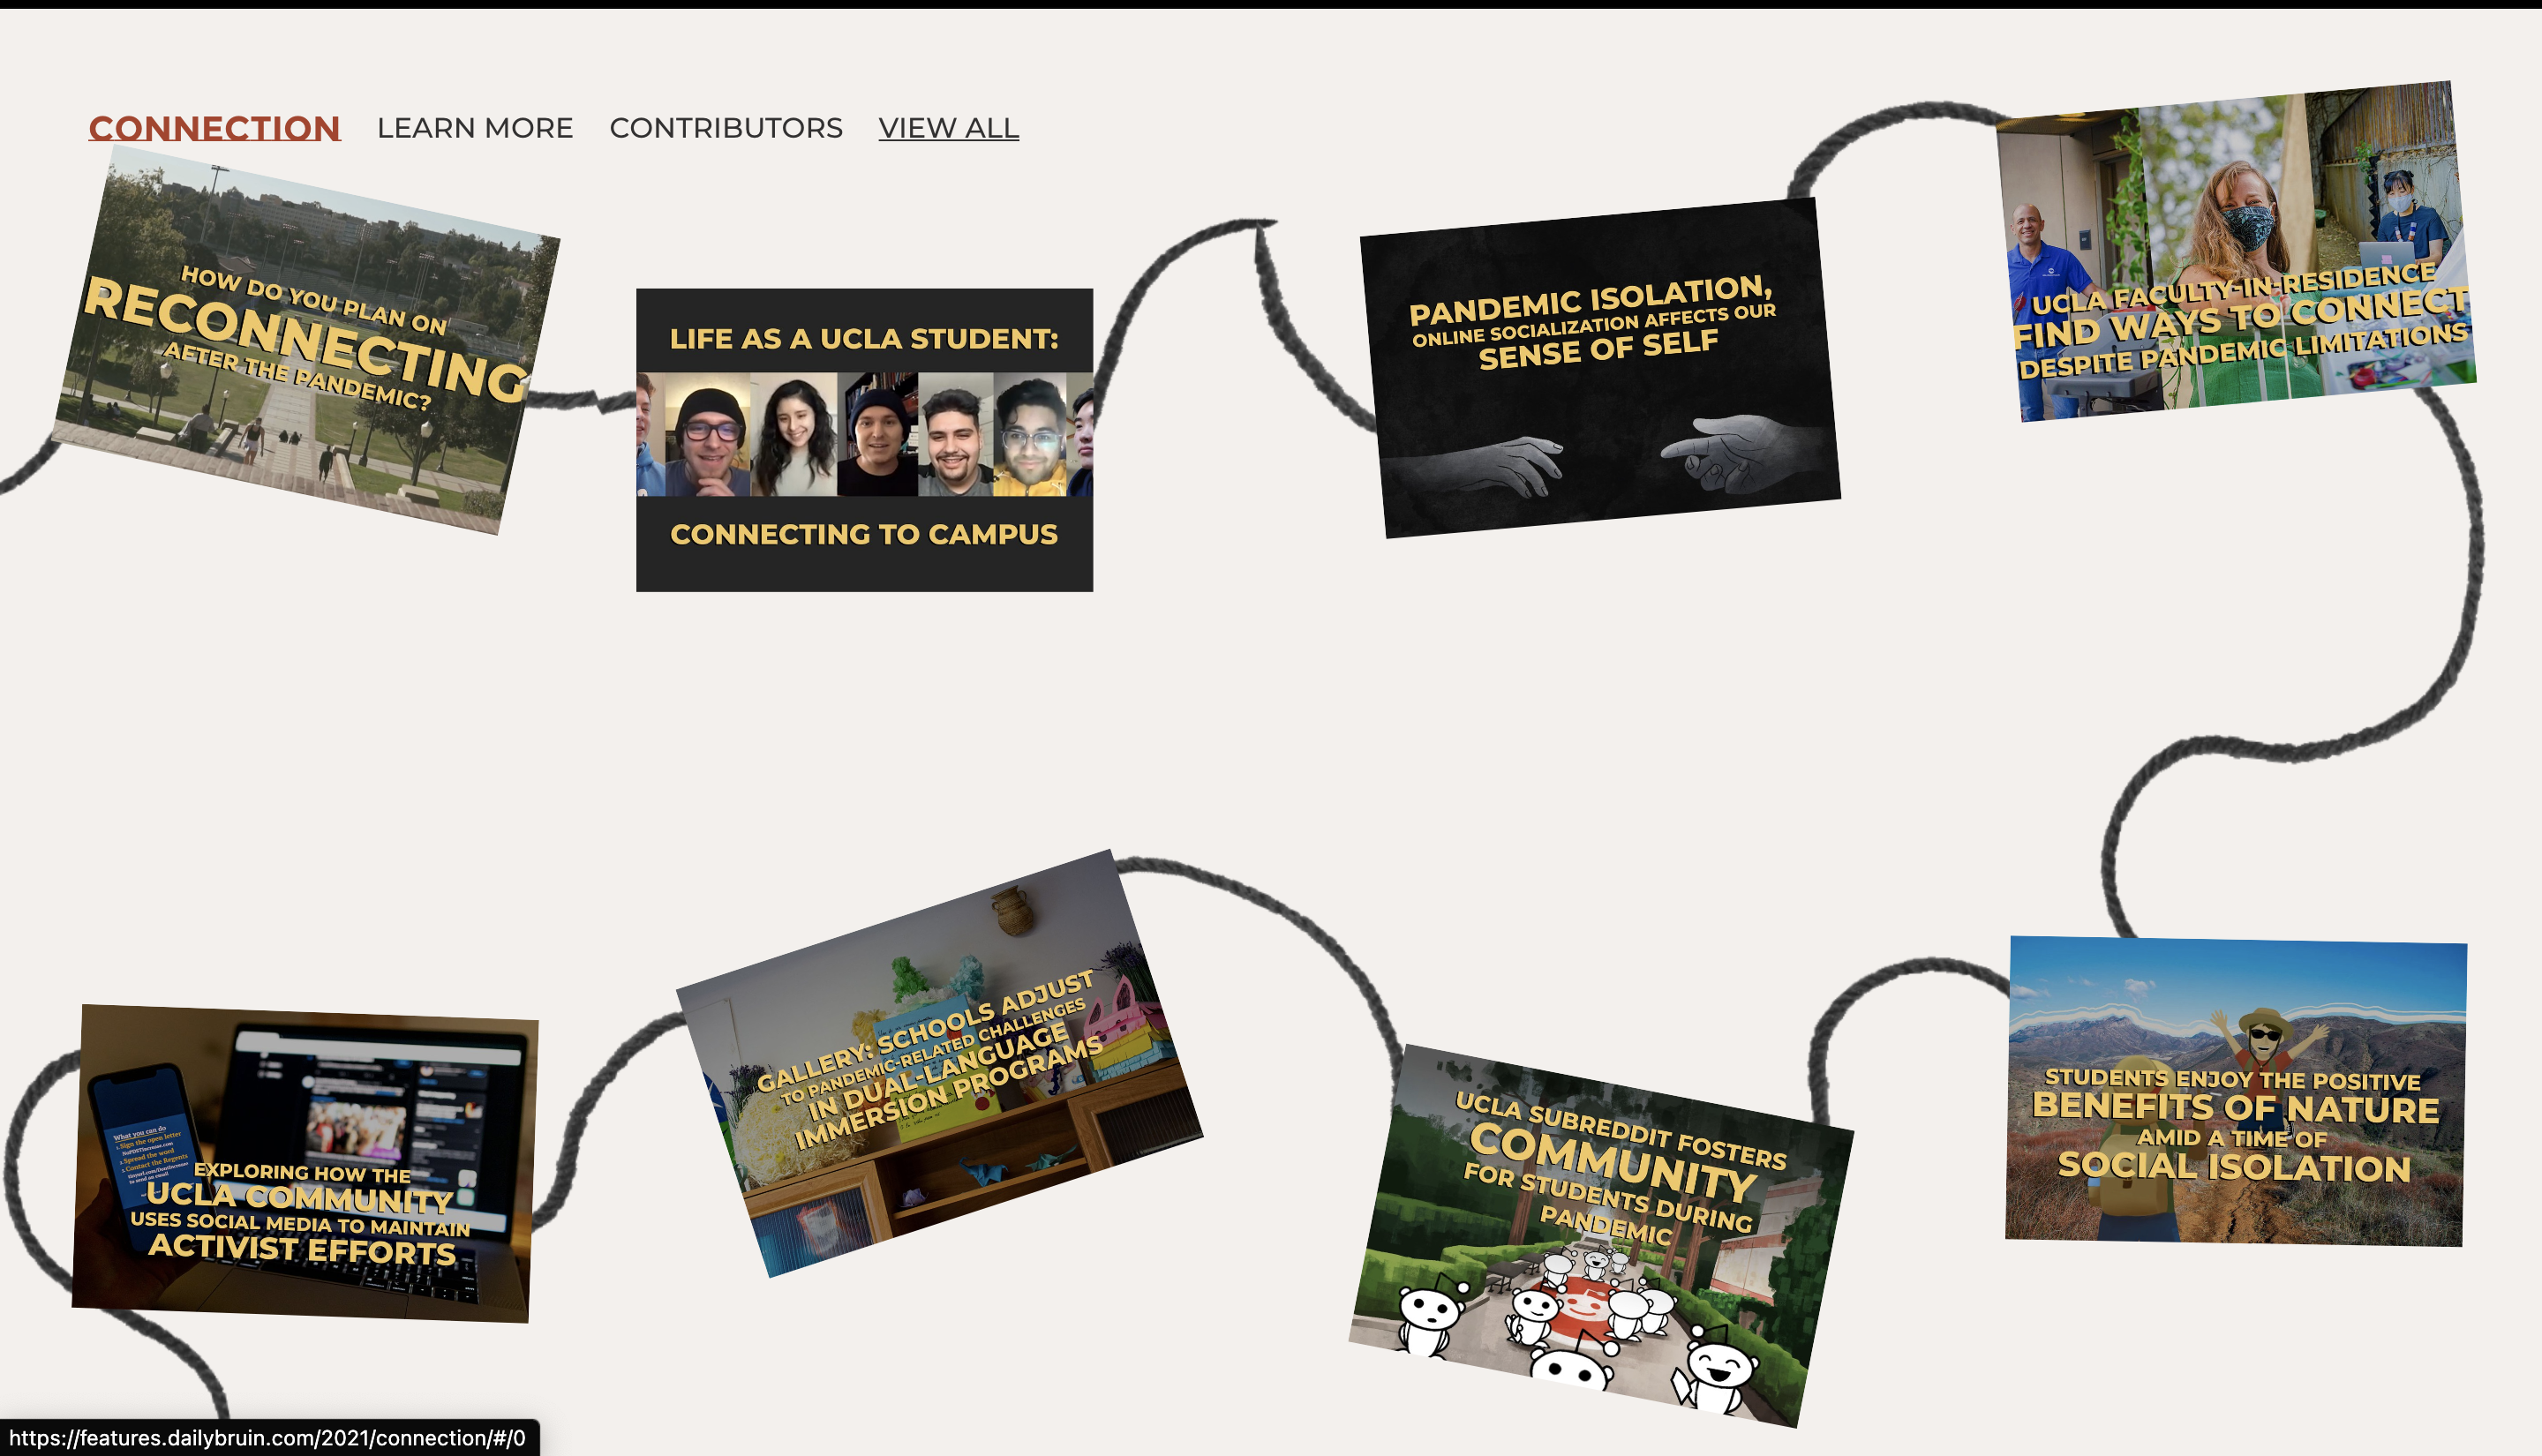 CONNECTION LEARN MORE CONTRIBUTORS VIEW ALL
HOW DO YOU PLAN ON
RECONNECTING
AFTER THE PANDEMIC?
LIFE AS A UCLA STUDENT:
CONNECTING TO CAMPUS
PANDEMIC ISOLATION,
ONLINE SOCIALIZATION AFFECTS OUR
SENSE OF SELF
UCLA FACULTY-IN-RESIDENCE
FIND WAYS TO CONNECT
DESPITE PANDEMIC LIMITATIONS
What you can do
1. Sign the open letter
2. Spread the word
3. Contact the Regents
to send an email
EXPLORING HOW THE
UCLA COMMUNITY
USES SOCIAL MEDIA TO MAINTAIN
ACTIVIST EFFORTS
GALLERY: SCHOOLS ADJUST
TO PANDEMIC-RELATED CHALLENGES
IN DUAL-LANGUAGE
IMMERSION PROGRAMS
UCLA SUBREDDIT FOSTERS
COMMUNITY
FOR STUDENTS DURING
PANDEMIC
STUDENTS ENJOY THE POSITIVE
BENEFITS OF NATURE
AMID A TIME OF
SOCIAL ISOLATION
https://features.dailybruin.com/2021/connection/#/0